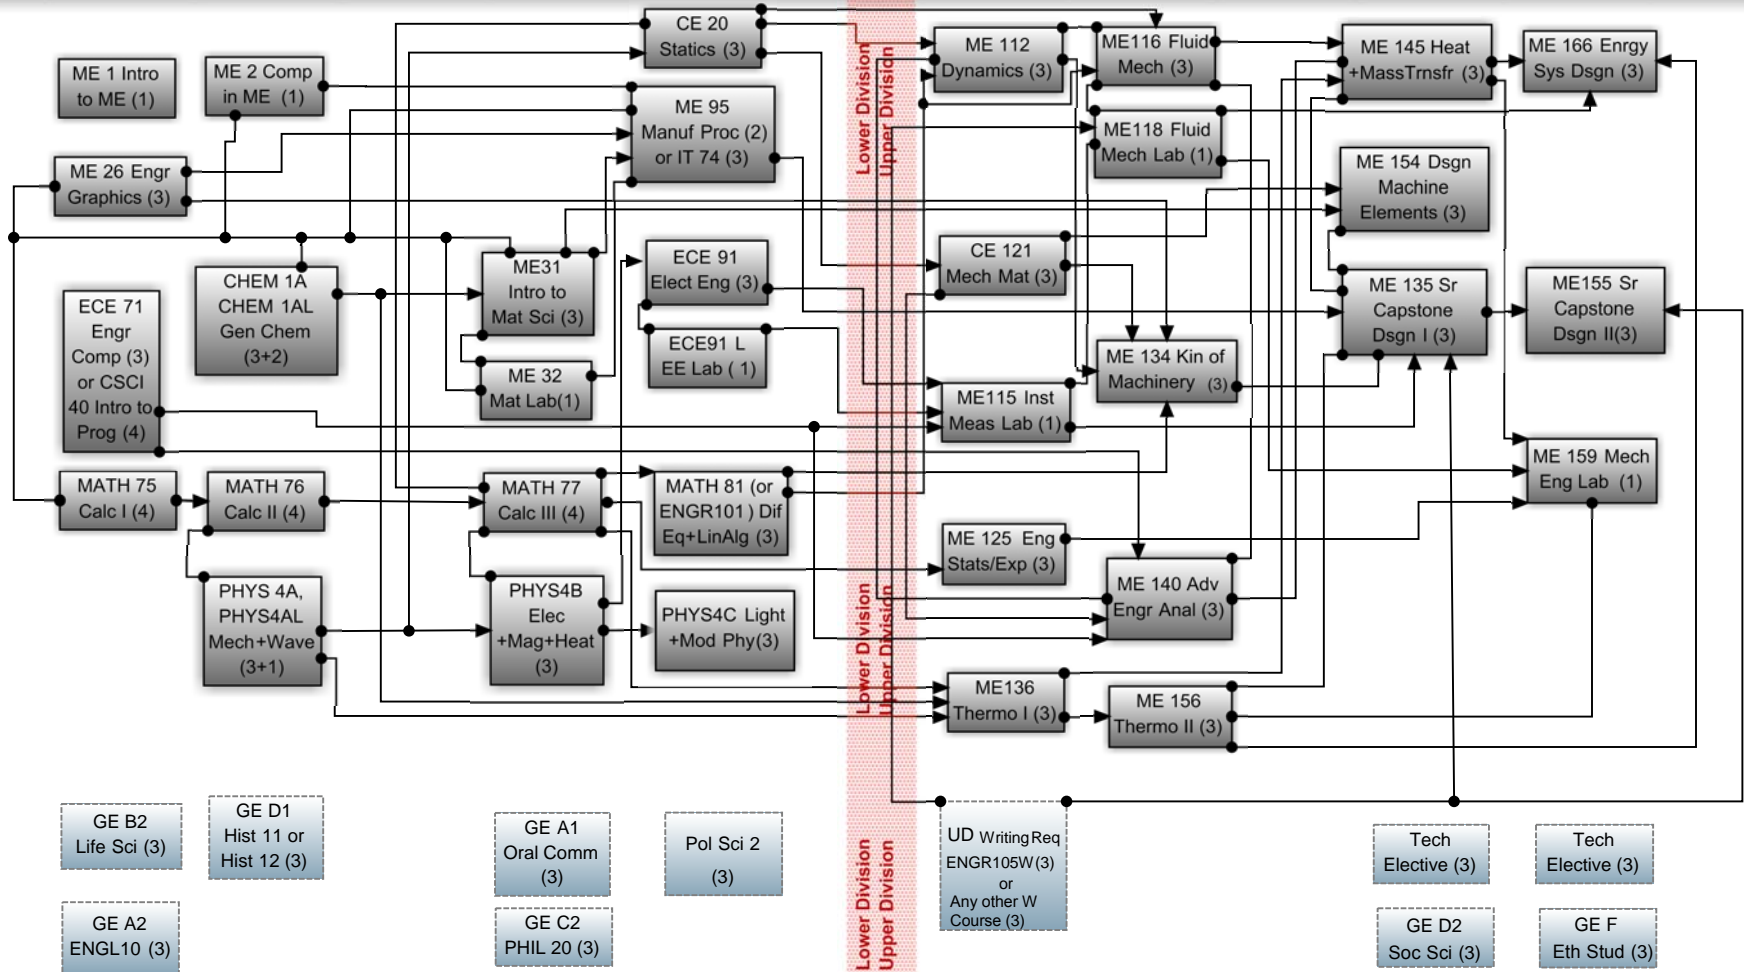 ME 1 Intro
to ME (1)
ME 2 Comp
in ME (1)
ME 26 Engr
Graphics (3)
ECE 71
Engr
Comp (3)
or CSCI
40 Intro to
Prog (4)
CHEM 1A
CHEM 1AL
Gen Chem
(3+2)
MATH 75
Calc I (4)
MATH 76
Calc II (4)
PHYS 4A,
PHYS4AL
Mech+Wave
(3+1)
GE B2
Life Sci (3)
GE D1
Hist 11 or
Hist 12 (3)
GE A2
ENGL10 (3)
CE 20
Statics (3)
ME 95
Manuf Proc (2)
or IT 74 (3)
ME31
Intro to
Mat Sci (3)
ME 32
Mat Lab(1)
ECE 91
Elect Eng (3)
ECE91 L
EE Lab ( 1)
MATH 77
Calc III (4)
MATH 81 (or
ENGR101 ) Dif
Eq+LinAlg (3)
PHYS4B
Elec
+Mag+Heat
(3)
PHYS4C Light
+Mod Phy(3)
GE A1
Oral Comm
(3)
Pol Sci 2
(3)
GE C2
PHIL 20 (3)
Lower Division
Upper Division
Lower Division
Upper Division
Lower Division
Upper Division
ME 112
Dynamics (3)
ME116 Fluid
Mech (3)
ME118 Fluid
Mech Lab (1)
CE 121
Mech Mat (3)
ME 134 Kin of
Machinery (3)
ME115 Inst
Meas Lab (1)
ME 125 Eng
Stats/Exp (3)
ME 140 Adv
Engr Anal (3)
ME136
Thermo I (3)
ME 156
Thermo II (3)
UD Writing Req
ENGR105W(3)
or
Any other W
Course (3)
ME 145 Heat
+MassTrnsfr (3)
ME 166 Enrgy
Sys Dsgn (3)
ME 154 Dsgn
Machine
Elements (3)
ME 135 Sr
Capstone
Dsgn I (3)
ME155 Sr
Capstone
Dsgn II(3)
ME 159 Mech
Eng Lab (1)
Tech
Elective (3)
Tech
Elective (3)
GE D2
Soc Sci (3)
GE F
Eth Stud (3)